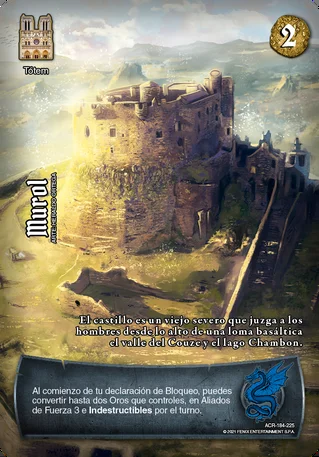 2
Tótem
Murol
El castillo es un viejo severo que juzga a los
hombres desde lo alto de una loma basáltica
el valle del Couze y el lago Chambon.
Al comienzo de tu declaración de Bloqueo, puedes
convertir hasta dos Oros que controles, en Aliados
de Fuerza 3 e Indestructibles por el turno.
ACR-184-225
© 2021 FENIX ENTERTAINMENT S.P.A.